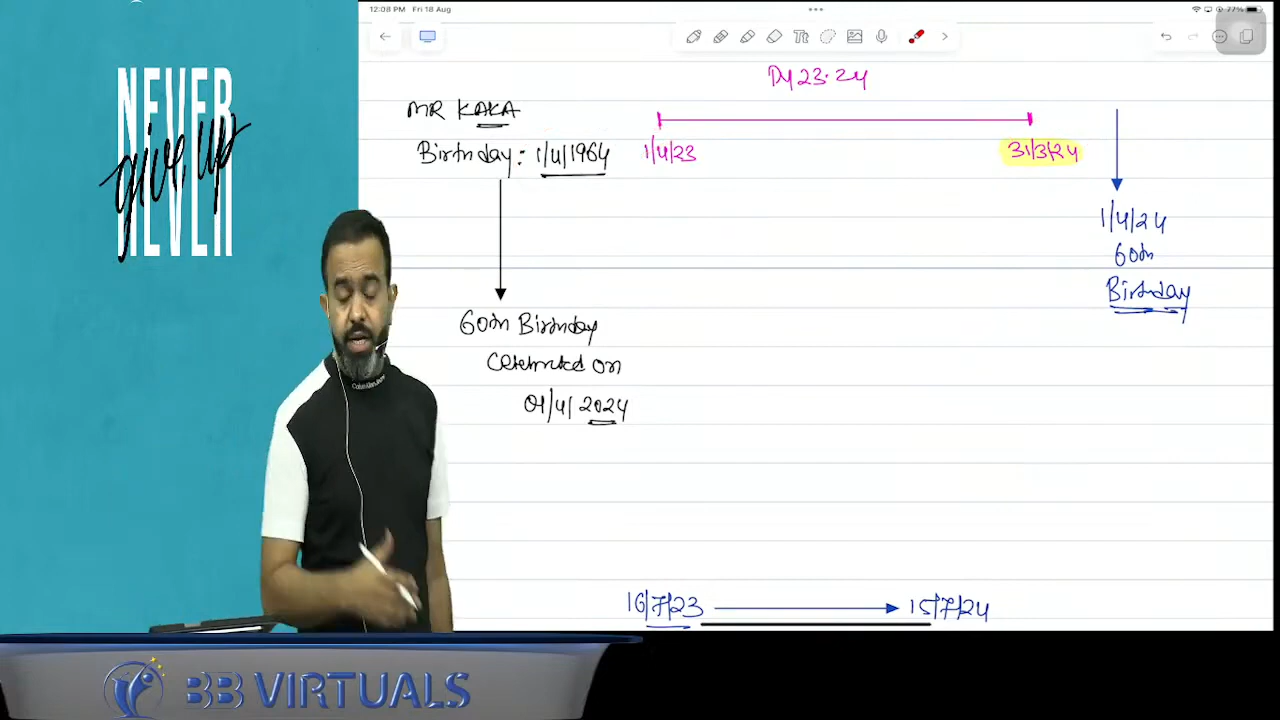 NEVER
give up
NEVER
12:08 PM Fri 18 Aug
77%
Tt
PY 23-24
MR KAKA
Birthday: 1/4/1964
1/4/23
31/3/24
1/4/24
60th
Birthday
60th Birthday
Celebrated on
01/4/2024
16/7/23
15/7/24
BB VIRTUALS